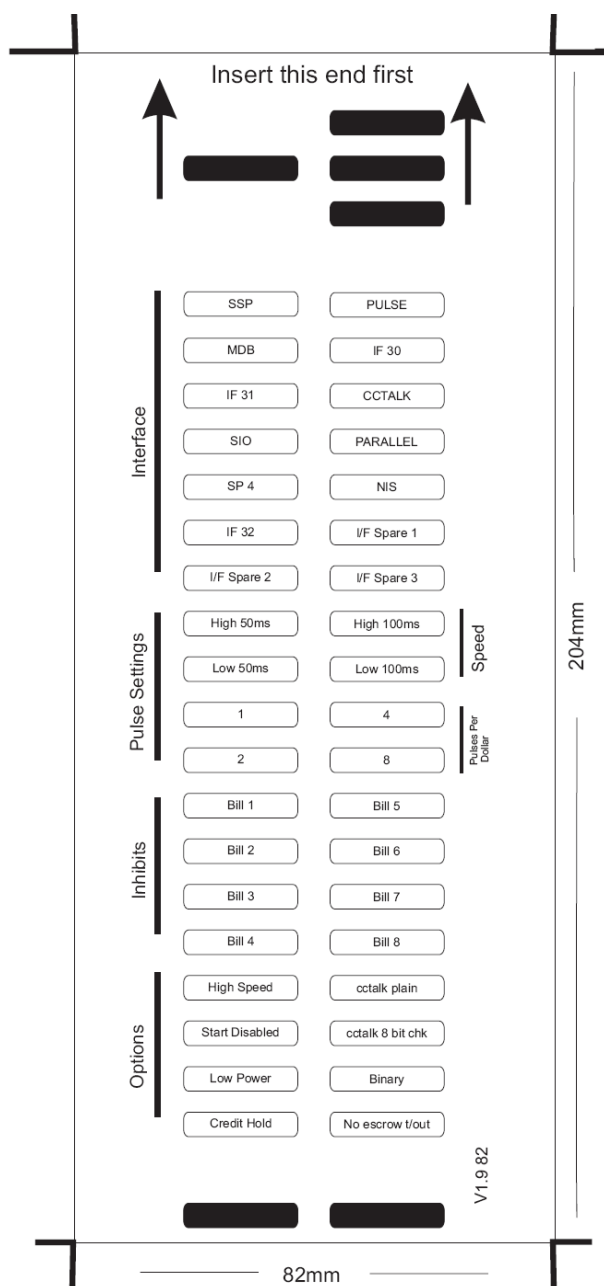 Insert this end first
Interface
SSP PULSE
MDB IF 30
IF 31 CCTALK
SIO PARALLEL
SP 4 NIS
IF 32 I/F Spare 1
I/F Spare 2 I/F Spare 3
Pulse Settings
High 50ms High 100ms
Low 50ms Low 100ms
Speed
1 4
2 8
Pulses Per
Dollar
Inhibits
Bill 1 Bill 5
Bill 2 Bill 6
Bill 3 Bill 7
Bill 4 Bill 8
Options
High Speed cctalk plain
Start Disabled cctalk 8 bit chk
Low Power Binary
Credit Hold No escrow t/out
V1.9 82
204mm
82mm